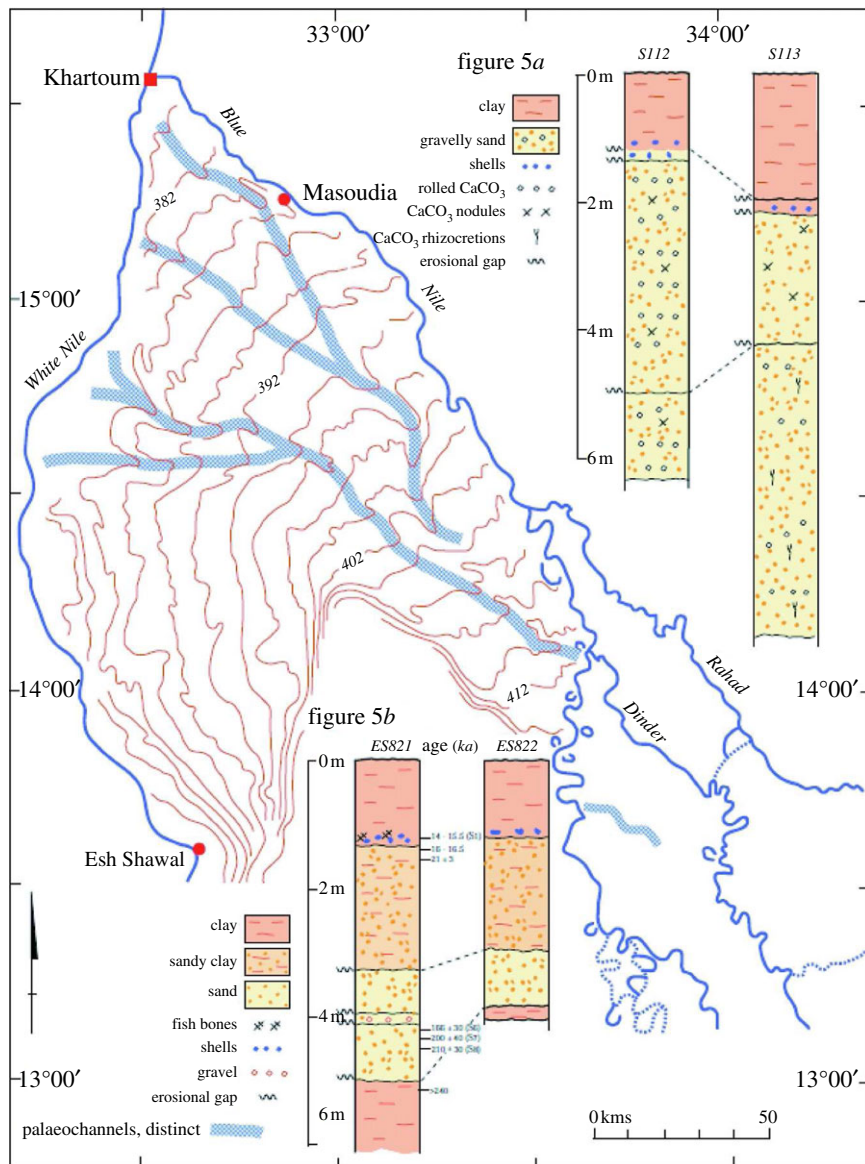 33°00′
34°00′
Khartoum
Blue
Nile
Masoudia
382
15°00′
White Nile
392
402
412
14°00′
14°00′
Rahad
Dinder
Esh Shawal
13°00′
13°00′
0 kms 50
figure 5a
S112
S113
0 m
2 m
4 m
6 m
clay
gravelly sand
shells
rolled CaCO3
CaCO3 nodules
CaCO3 rhizocretions
erosional gap
figure 5b
ES821 age (ka) ES822
0 m
2 m
4 m
6 m
14 - 15.5 (S1)
16 - 16.5
21 ± 3
200 ± 40 (S7)
210 ± 30 (S8)
>240
clay
sandy clay
sand
fish bones
shells
gravel
erosional gap
palaeochannels, distinct